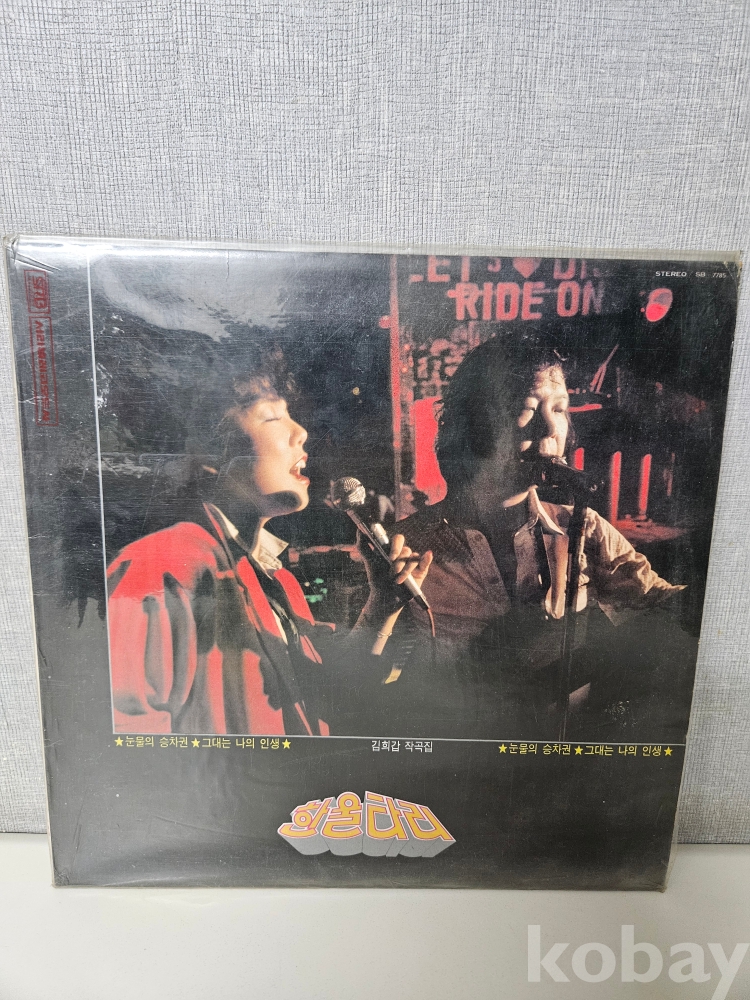 STEREO SB 7785
RIDE ON
★눈물의 승차권★그대는 나의 인생★
김희갑 작곡집
★눈물의 승차권★그대는 나의 인생★
한울타리
kobay